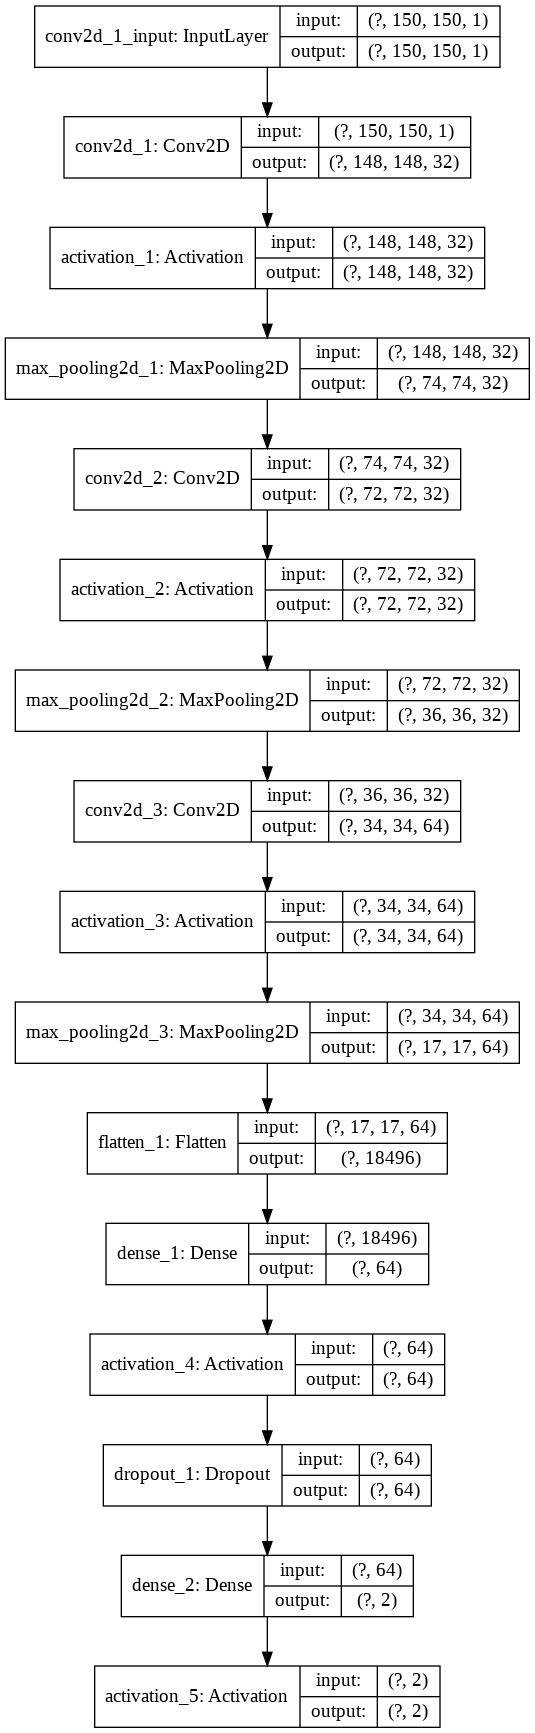 conv2d_1_input: InputLayer
input:
(?, 150, 150, 1)
output:
(?, 150, 150, 1)
conv2d_1: Conv2D
input:
(?, 150, 150, 1)
output:
(?, 148, 148, 32)
activation_1: Activation
input:
(?, 148, 148, 32)
output:
(?, 148, 148, 32)
max_pooling2d_1: MaxPooling2D
input:
(?, 148, 148, 32)
output:
(?, 74, 74, 32)
conv2d_2: Conv2D
input:
(?, 74, 74, 32)
output:
(?, 72, 72, 32)
activation_2: Activation
input:
(?, 72, 72, 32)
output:
(?, 72, 72, 32)
max_pooling2d_2: MaxPooling2D
input:
(?, 72, 72, 32)
output:
(?, 36, 36, 32)
conv2d_3: Conv2D
input:
(?, 36, 36, 32)
output:
(?, 34, 34, 64)
activation_3: Activation
input:
(?, 34, 34, 64)
output:
(?, 34, 34, 64)
max_pooling2d_3: MaxPooling2D
input:
(?, 34, 34, 64)
output:
(?, 17, 17, 64)
flatten_1: Flatten
input:
(?, 17, 17, 64)
output:
(?, 18496)
dense_1: Dense
input:
(?, 18496)
output:
(?, 64)
activation_4: Activation
input:
(?, 64)
output:
(?, 64)
dropout_1: Dropout
input:
(?, 64)
output:
(?, 64)
dense_2: Dense
input:
(?, 64)
output:
(?, 2)
activation_5: Activation
input:
(?, 2)
output:
(?, 2)